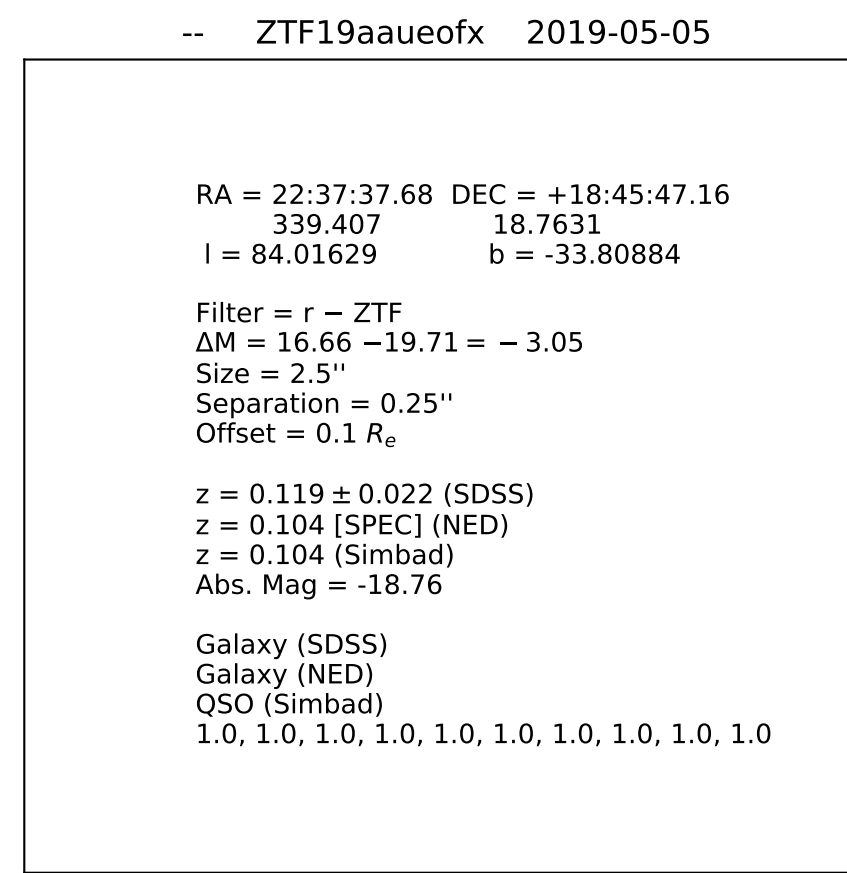 -- ZTF19aaueofx 2019-05-05
RA = 22:37:37.68 DEC = +18:45:47.16
339.407 18.7631
l = 84.01629 b = -33.80884
Filter = r − ZTF
ΔM = 16.66 −19.71 = − 3.05
Size = 2.5''
Separation = 0.25''
Offset = 0.1 Rₑ
z = 0.119 ± 0.022 (SDSS)
z = 0.104 [SPEC] (NED)
z = 0.104 (Simbad)
Abs. Mag = -18.76
Galaxy (SDSS)
Galaxy (NED)
QSO (Simbad)
1.0, 1.0, 1.0, 1.0, 1.0, 1.0, 1.0, 1.0, 1.0, 1.0